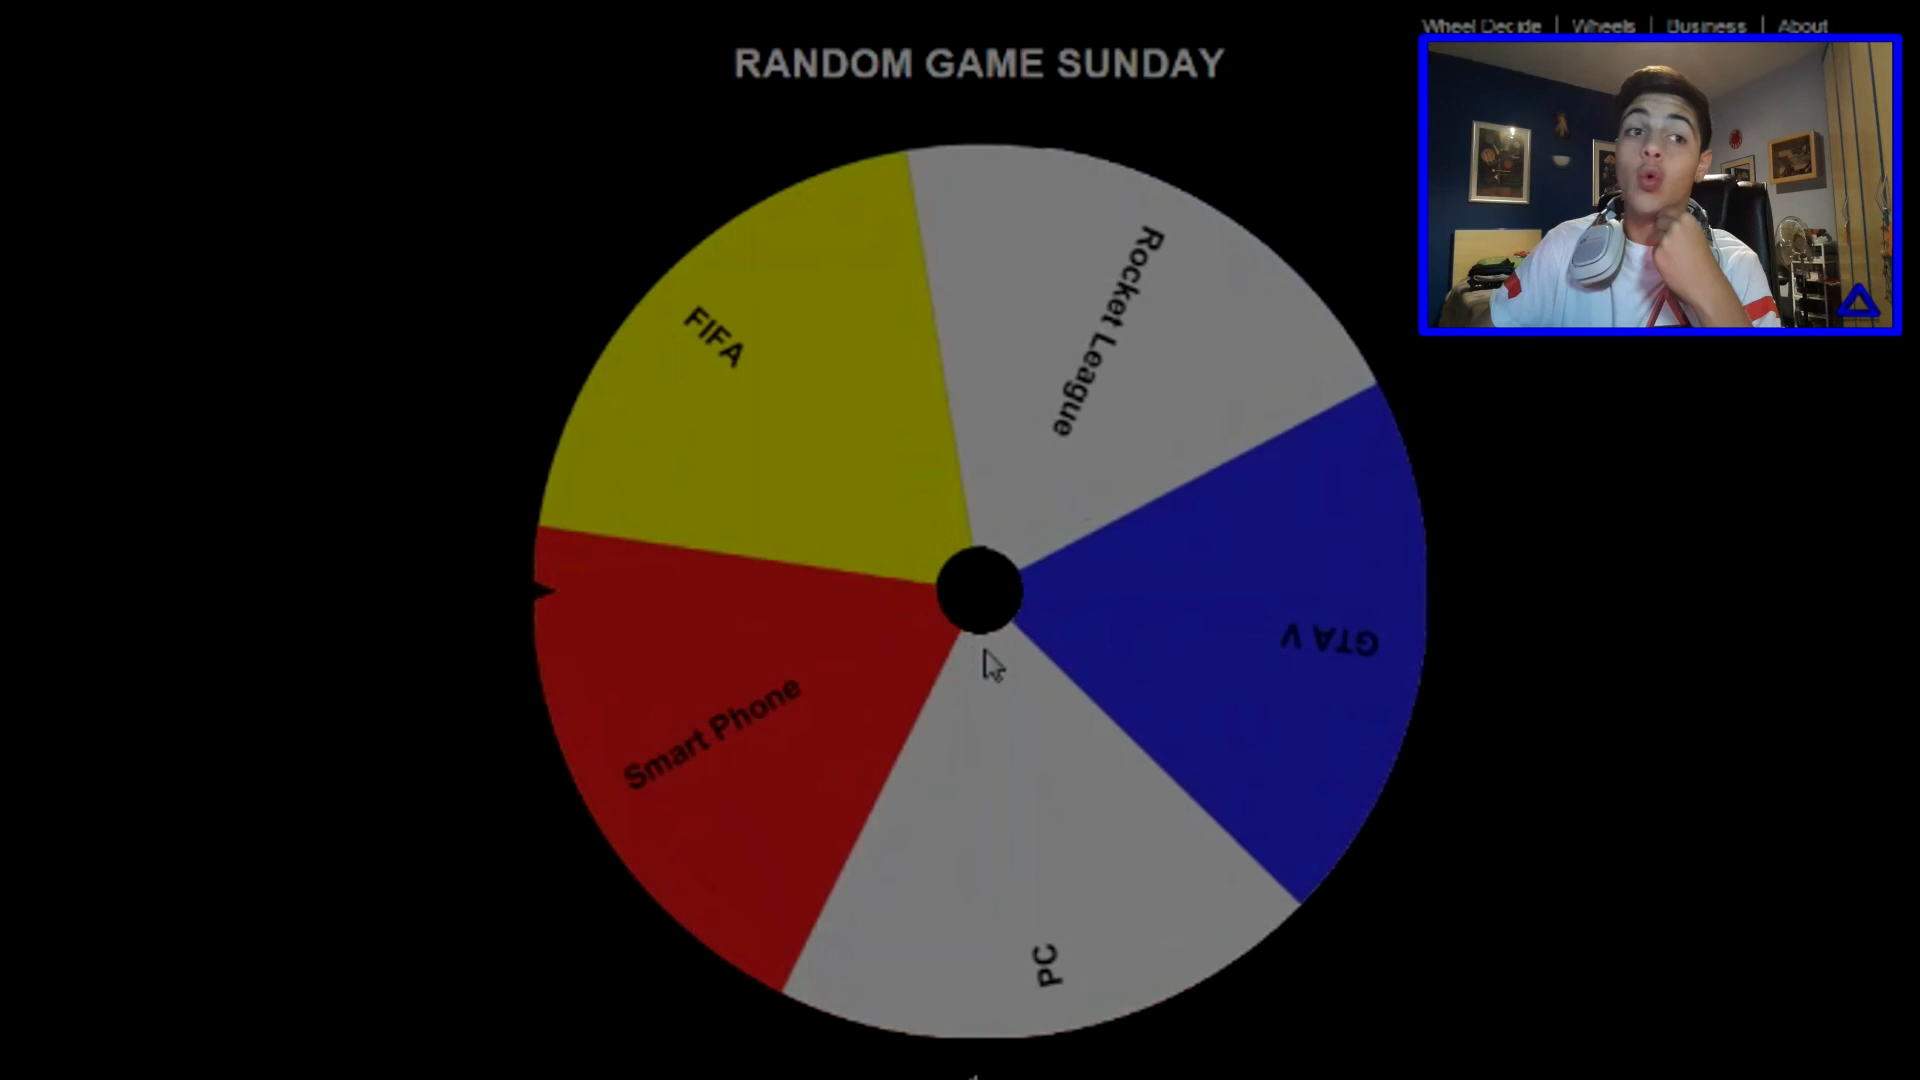 Wheel Decide | Wheels | Business | About
RANDOM GAME SUNDAY
Rocket League
FIFA
GTA V
Smart Phone
PC